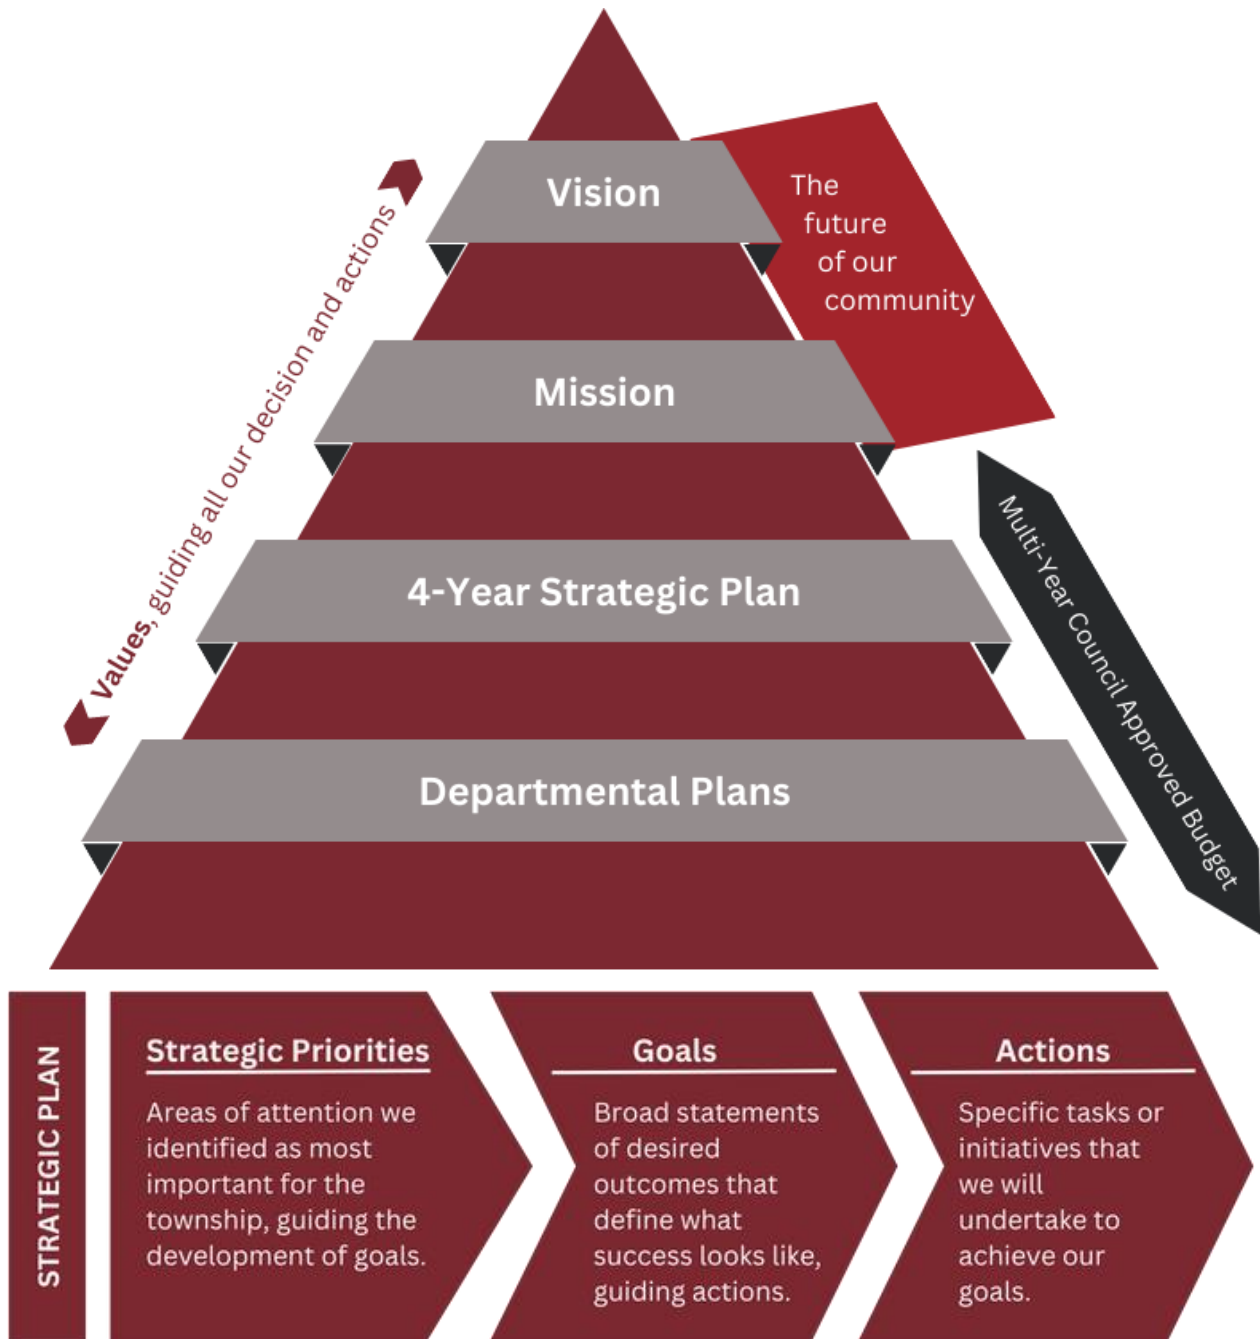 Vision
The
future
of our
community
Values, guiding all our decision and actions
Mission
Multi-Year Council Approved Budget
4-Year Strategic Plan
Departmental Plans
STRATEGIC PLAN
Strategic Priorities
Areas of attention we
identified as most
important for the
township, guiding the
development of goals.
Goals
Broad statements
of desired
outcomes that
define what
success looks like,
guiding actions.
Actions
Specific tasks or
initiatives that
we will
undertake to
achieve our
goals.